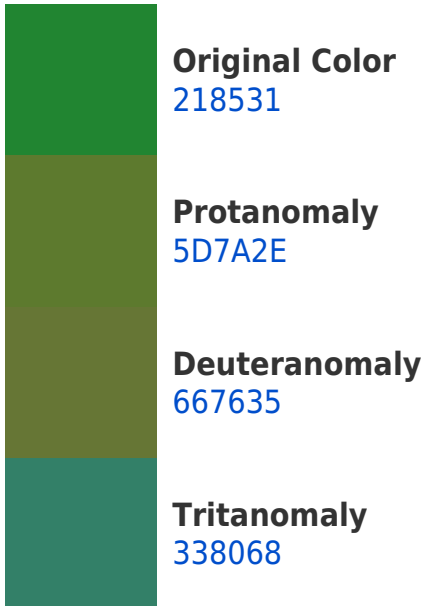 Original Color
218531
Protanomaly
5D7A2E
Deuteranomaly
667635
Tritanomaly
338068